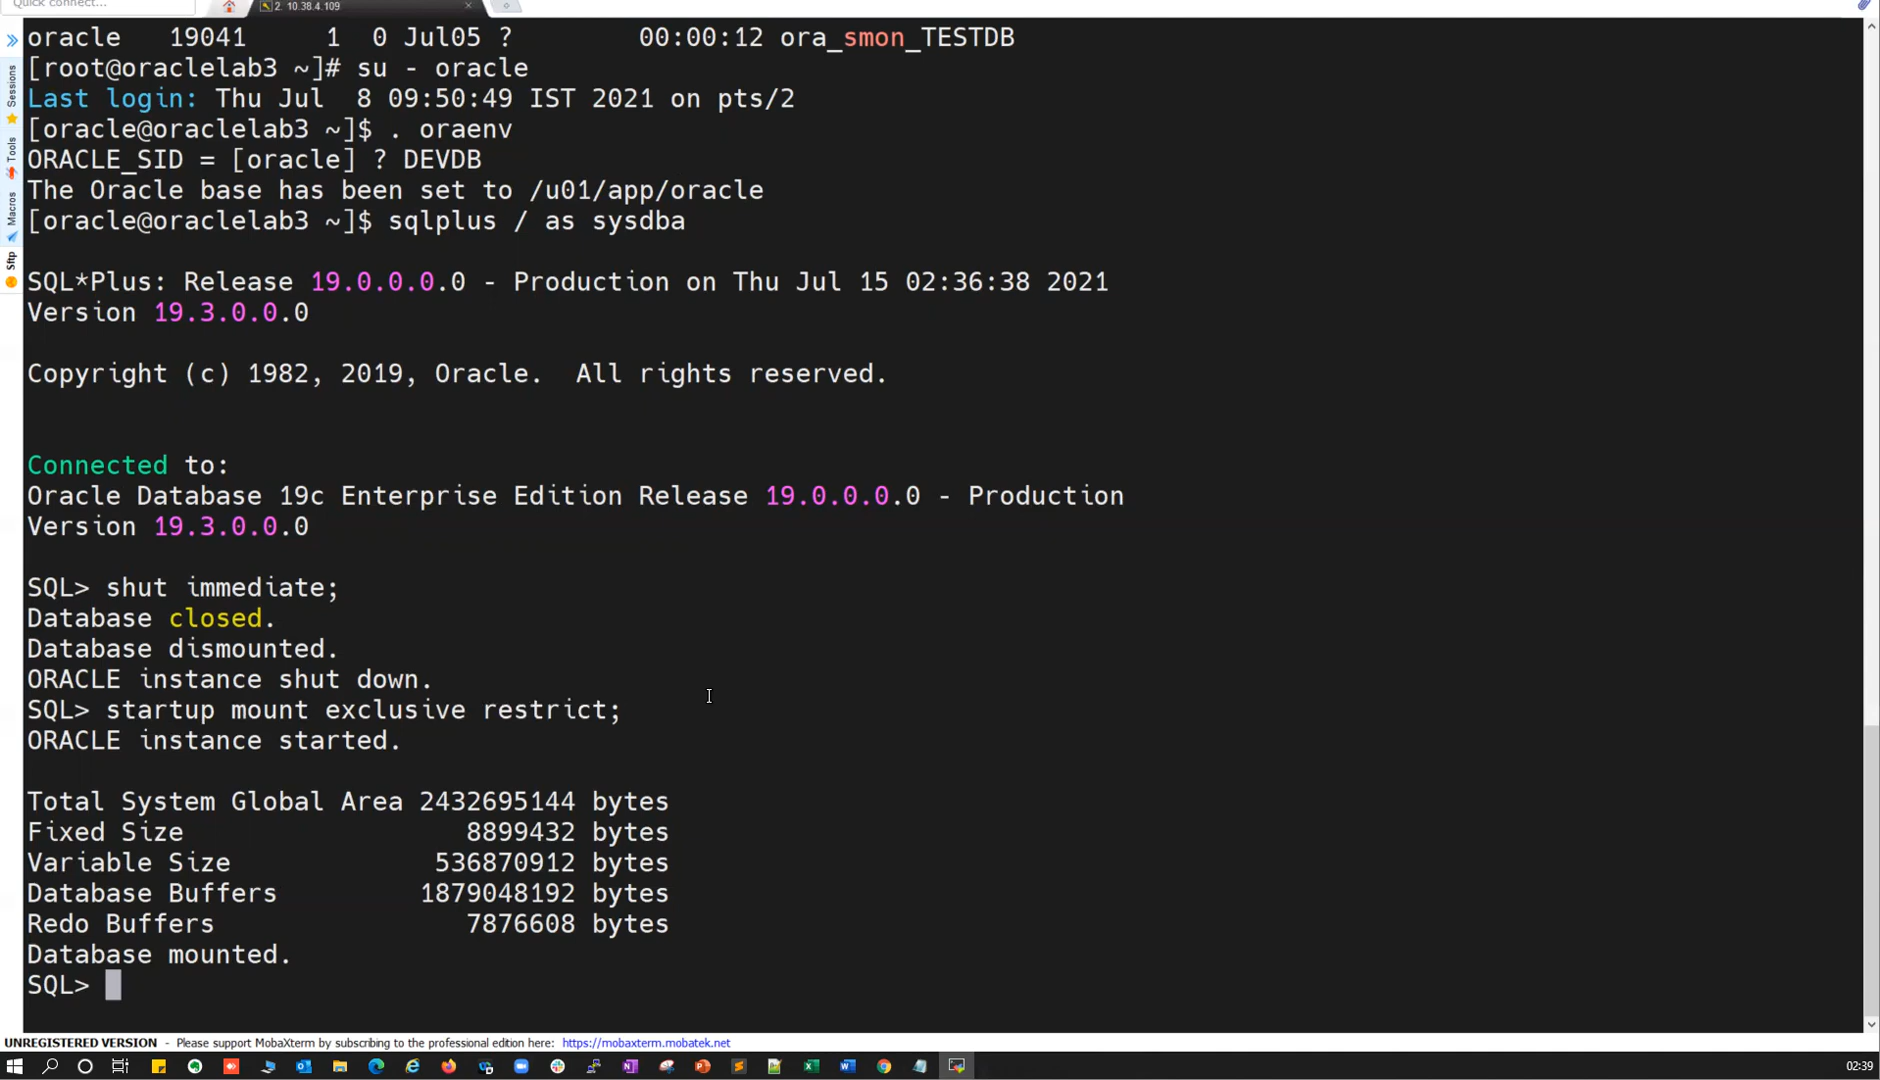 Quick connect...
2. 10.38.4.109
oracle 19041 1 0 Jul05 ? 00:00:12 ora_smon_TESTDB
[root@oraclelab3 ~]# su - oracle
Last login: Thu Jul 8 09:50:49 IST 2021 on pts/2
[oracle@oraclelab3 ~]$ . oraenv
ORACLE_SID = [oracle] ? DEVDB
The Oracle base has been set to /u01/app/oracle
[oracle@oraclelab3 ~]$ sqlplus / as sysdba
SQL*Plus: Release 19.0.0.0.0 - Production on Thu Jul 15 02:36:38 2021
Version 19.3.0.0.0
Copyright (c) 1982, 2019, Oracle. All rights reserved.
Connected to:
Oracle Database 19c Enterprise Edition Release 19.0.0.0.0 - Production
Version 19.3.0.0.0
SQL> shut immediate;
Database closed.
Database dismounted.
ORACLE instance shut down.
SQL> startup mount exclusive restrict;
ORACLE instance started.
Total System Global Area 2432695144 bytes
Fixed Size 8899432 bytes
Variable Size 536870912 bytes
Database Buffers 1879048192 bytes
Redo Buffers 7876608 bytes
Database mounted.
SQL>
Sessions
Tools
Macros
Sftp
UNREGISTERED VERSION - Please support MobaXterm by subscribing to the professional edition here: https://mobaxterm.mobatek.net
02:39